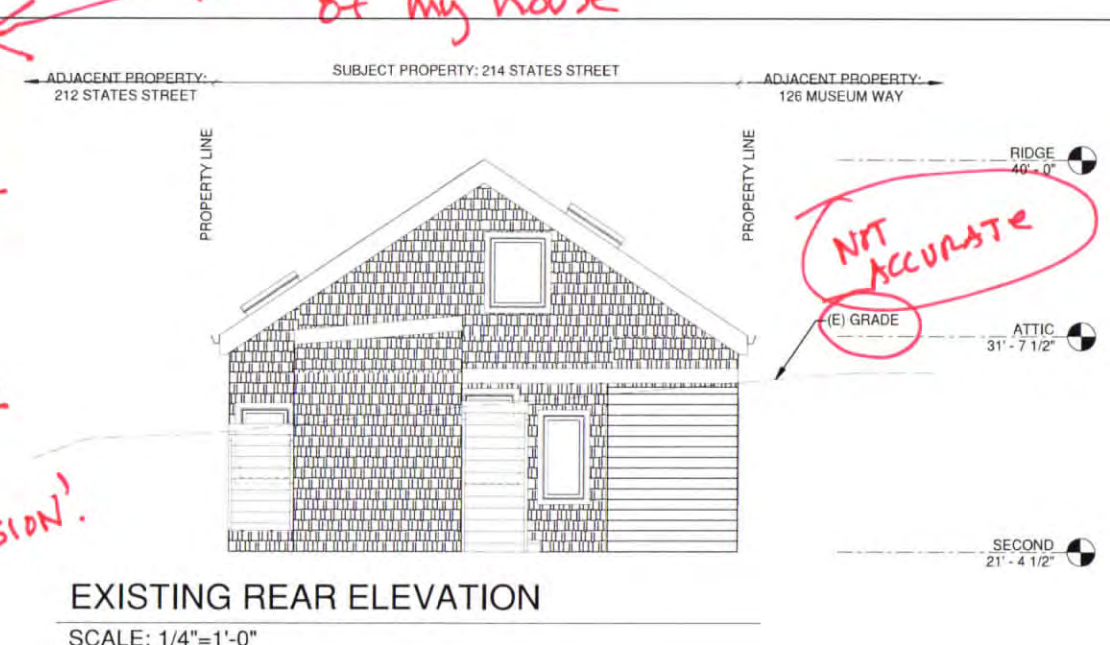 of my house
SUBJECT PROPERTY: 214 STATES STREET
ADJACENT PROPERTY:
212 STATES STREET
ADJACENT PROPERTY:
126 MUSEUM WAY
PROPERTY LINE
PROPERTY LINE
RIDGE
40' - 0"
NOT
ACCURATE
(E) GRADE
ATTIC
31' - 7 1/2"
SECOND
21' - 4 1/2"
EXISTING REAR ELEVATION
SCALE: 1/4"=1'-0"